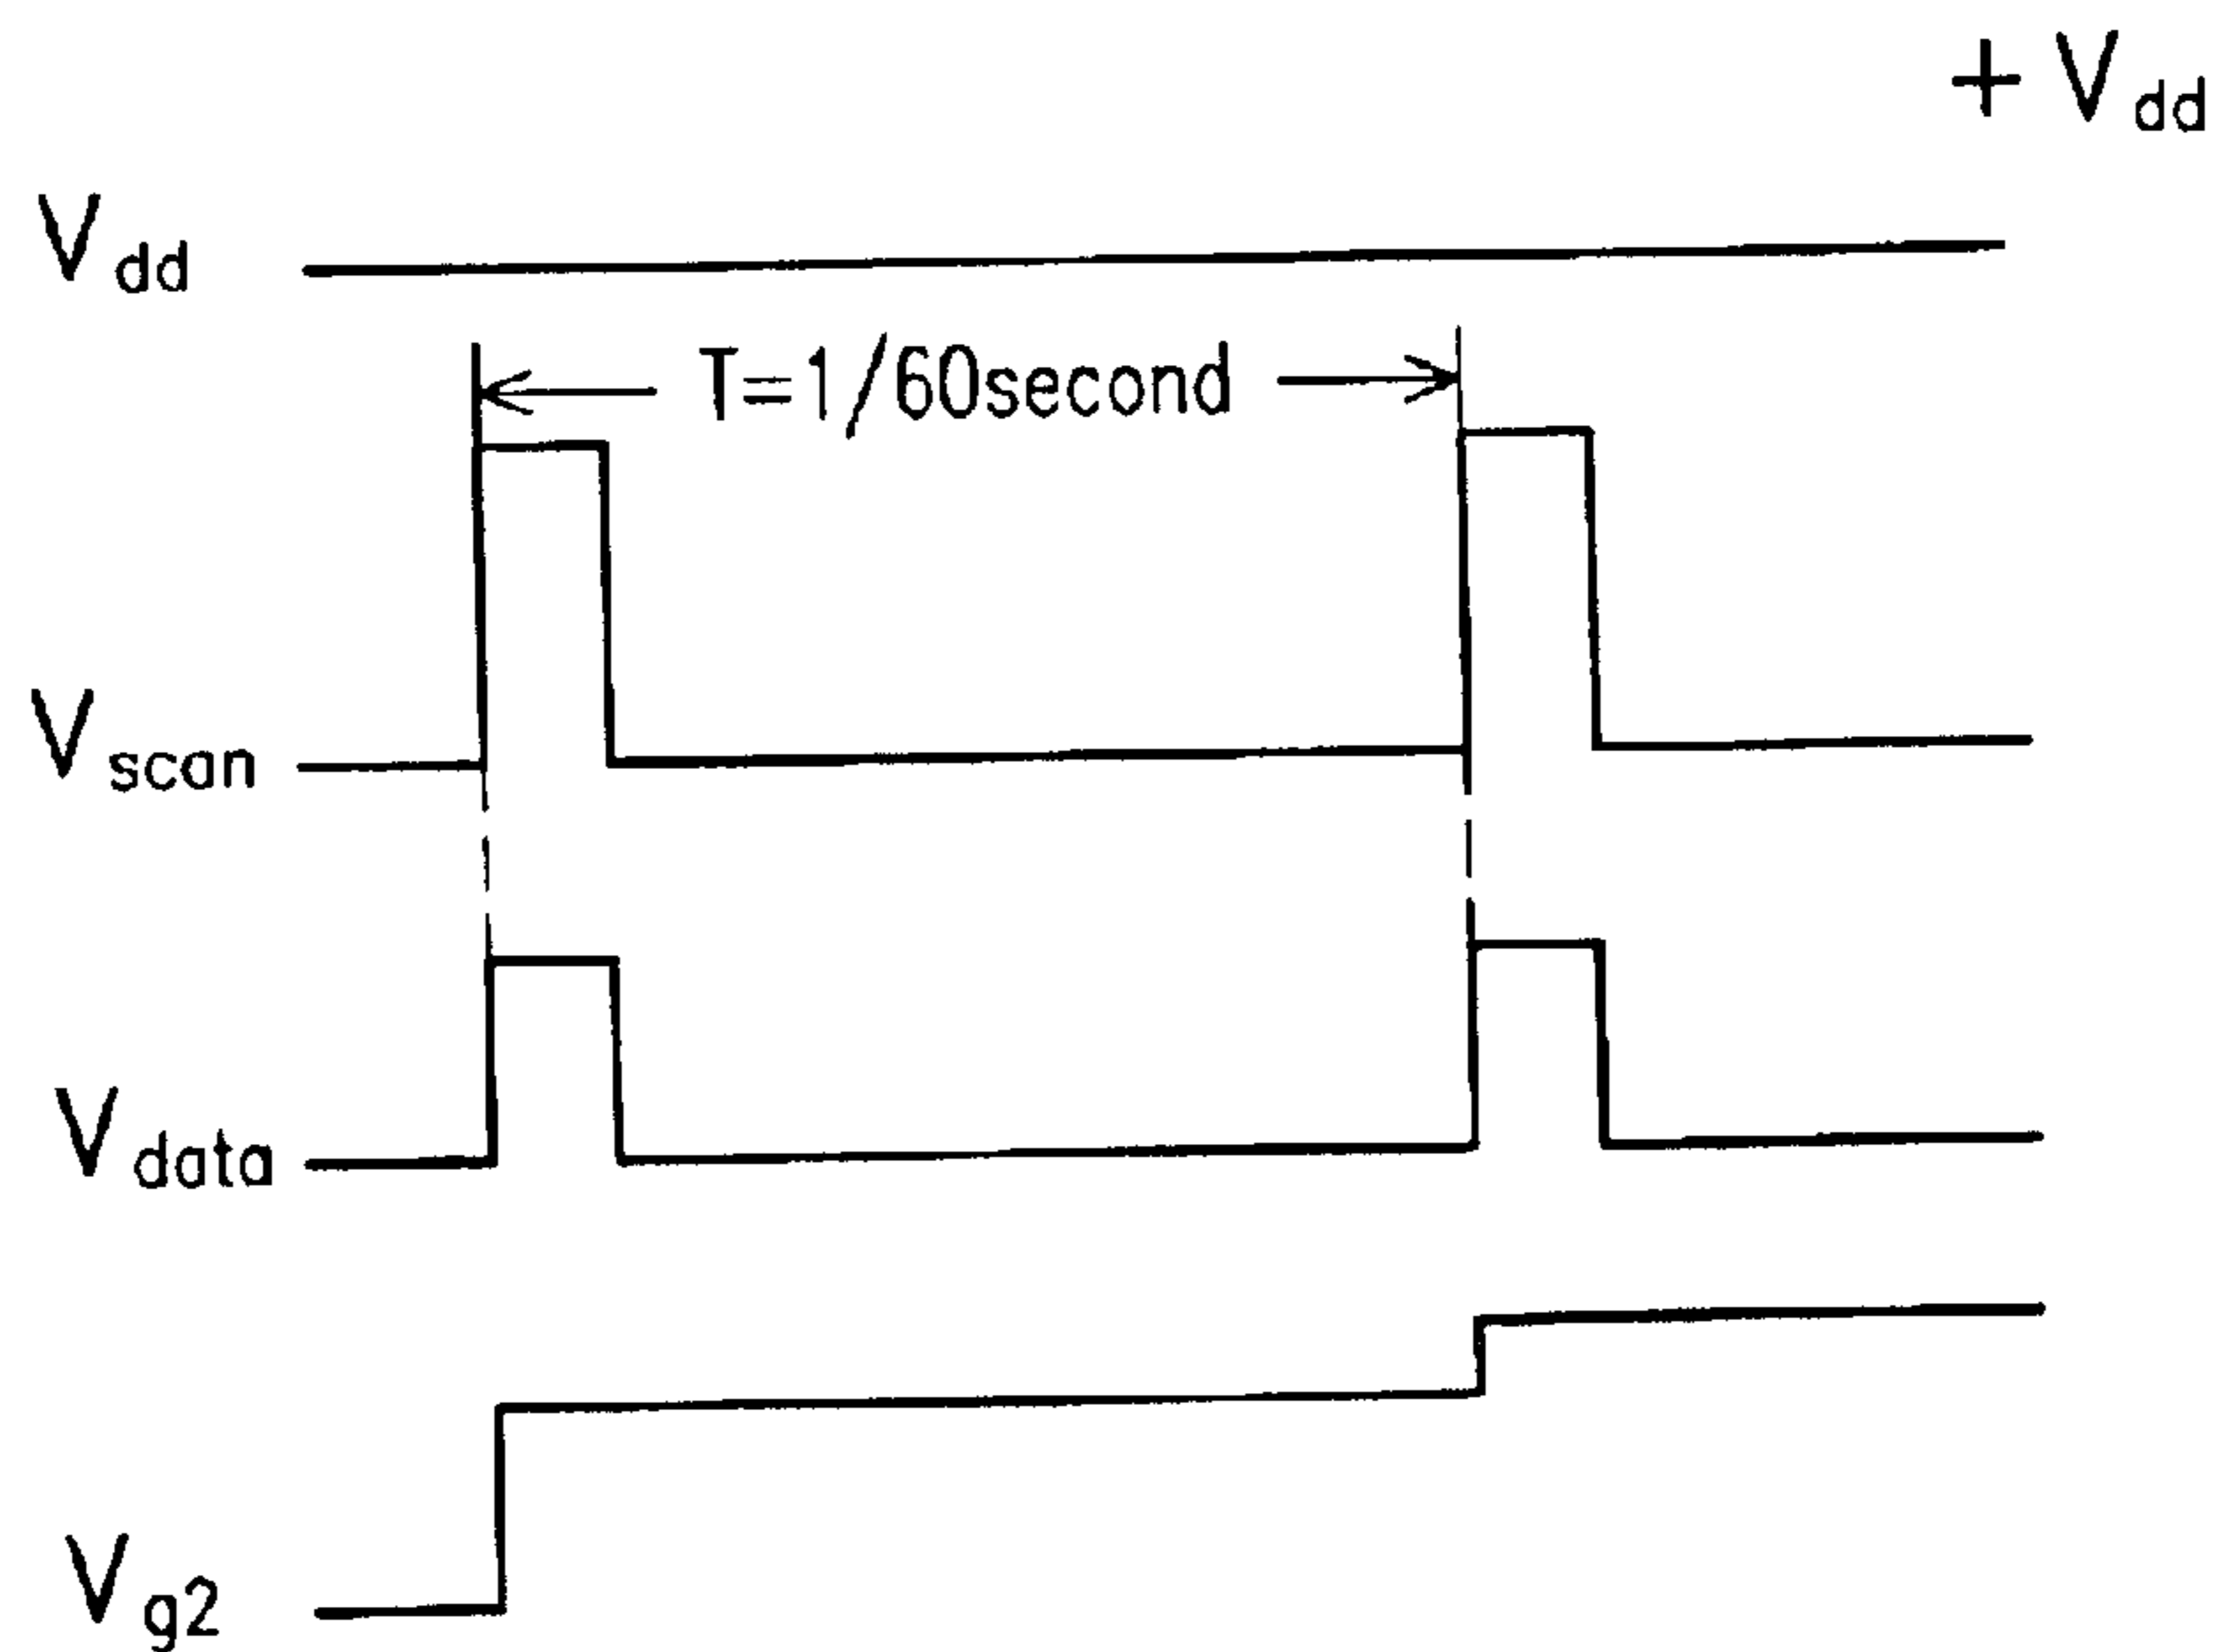 + Vdd
Vdd
T=1/60second
Vscan
Vdata
Vg2